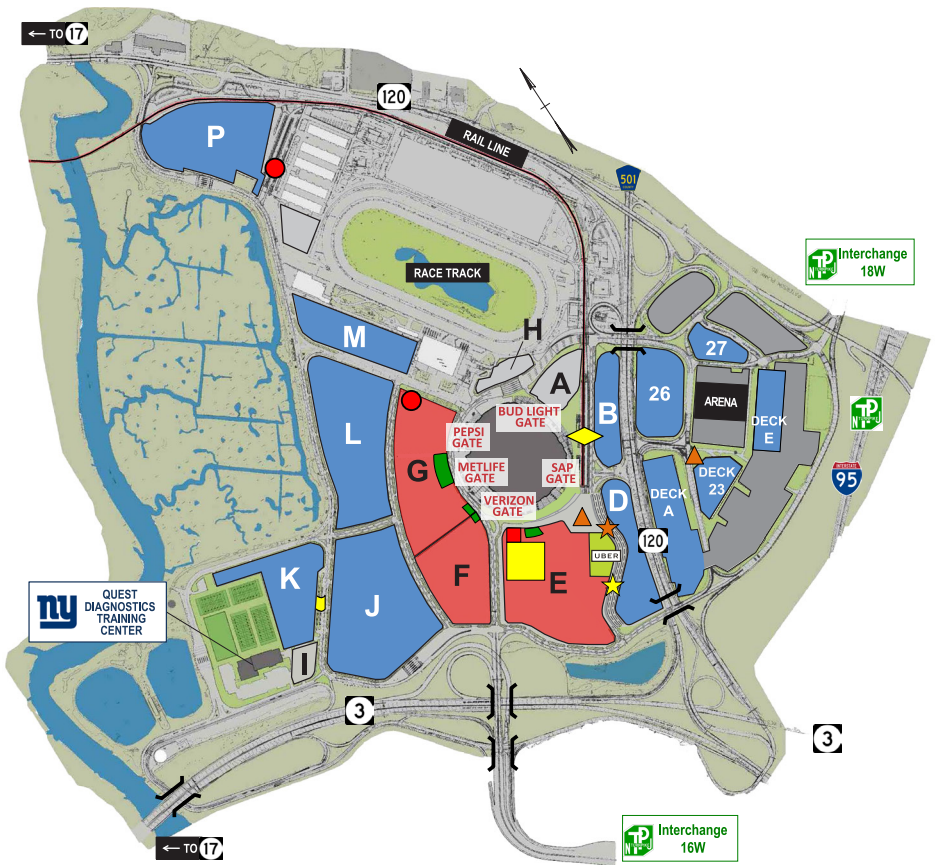 ← TO 17
120
P
RAIL LINE
501
Interchange
18W
RACE TRACK
H
M
A
27
B
26
ARENA
DECK
E
BUD LIGHT
GATE
PEPSI
GATE
L
G
METLIFE
GATE
SAP
GATE
DECK
23
INTERSTATE
95
VERIZON
GATE
D
DECK
A
120
UBER
K
F
E
J
ny
QUEST
DIAGNOSTICS
TRAINING
CENTER
I
3
3
Interchange
16W
← TO 17